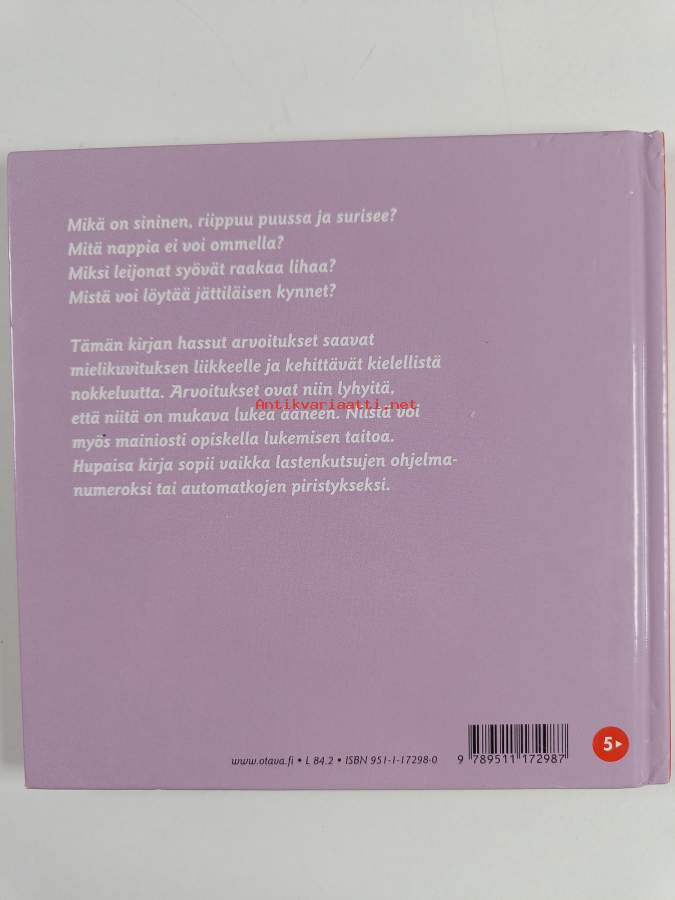 Mikä on sininen, riippuu puussa ja surisee?
Mitä nappia ei voi ommella?
Miksi leijonat syövät raakaa lihaa?
Mistä voi löytää jättiläisen kynnet?
Tämän kirjan hassut arvoitukset saavat
mielikuvituksen liikkeelle ja kehittävät kielellistä
nokkeluutta. Arvoitukset ovat niin lyhyitä,
Antikvariaatti.net
että niitä on mukava lukea ääneen. Niistä voi
myös mainiosti opiskella lukemisen taitoa.
Hupaisa kirja sopii vaikka lastenkutsujen ohjelma-
numeroksi tai automatkojen piristykseksi.
www.otava.fi • L 84.2 • ISBN 951-1-17298-0
9 789511 172987
5